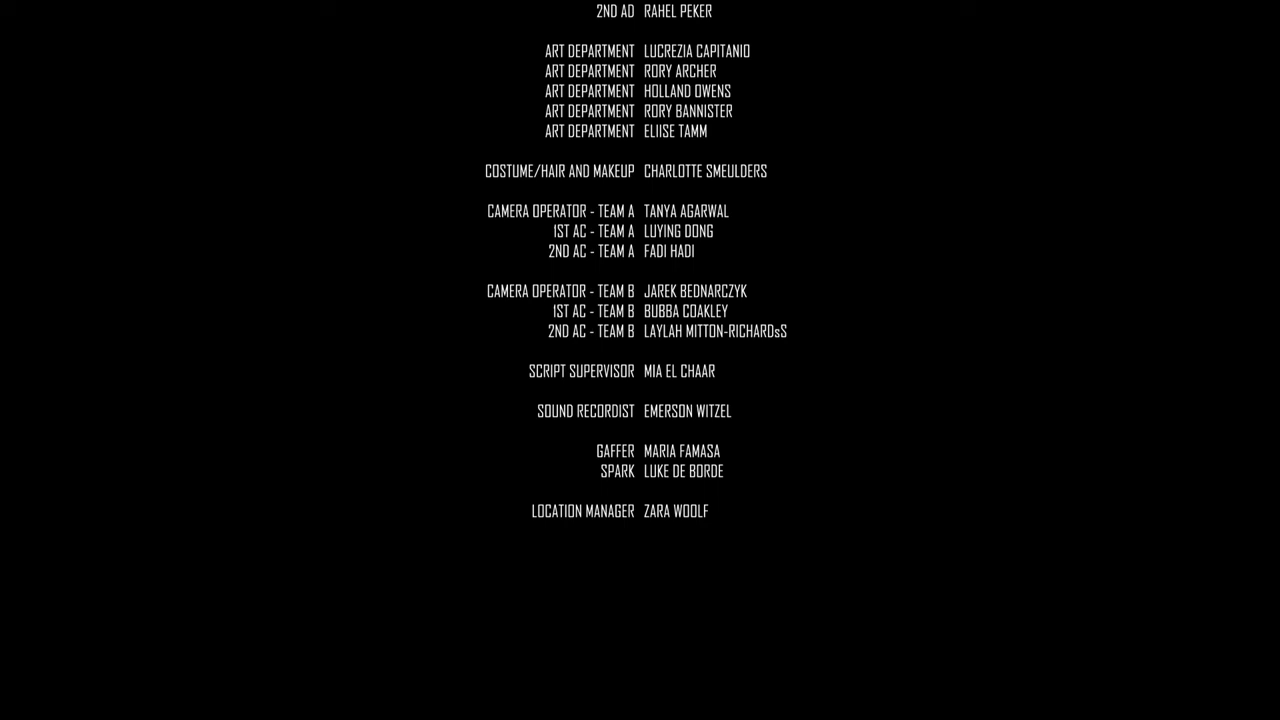 2ND AD RAHEL PEKER
ART DEPARTMENT LUCREZIA CAPITANIO
ART DEPARTMENT RORY ARCHER
ART DEPARTMENT HOLLAND OWENS
ART DEPARTMENT RORY BANNISTER
ART DEPARTMENT ELIISE TAMM
COSTUME/HAIR AND MAKEUP CHARLOTTE SMEULDERS
CAMERA OPERATOR - TEAM A TANYA AGARWAL
1ST AC - TEAM A LUYING DONG
2ND AC - TEAM A FADI HADI
CAMERA OPERATOR - TEAM B JAREK BEDNARCZYK
1ST AC - TEAM B BUBBA COAKLEY
2ND AC - TEAM B LAYLAH MITTON-RICHARDsS
SCRIPT SUPERVISOR MIA EL CHAAR
SOUND RECORDIST EMERSON WITZEL
GAFFER MARIA FAMASA
SPARK LUKE DE BORDE
LOCATION MANAGER ZARA WOOLF